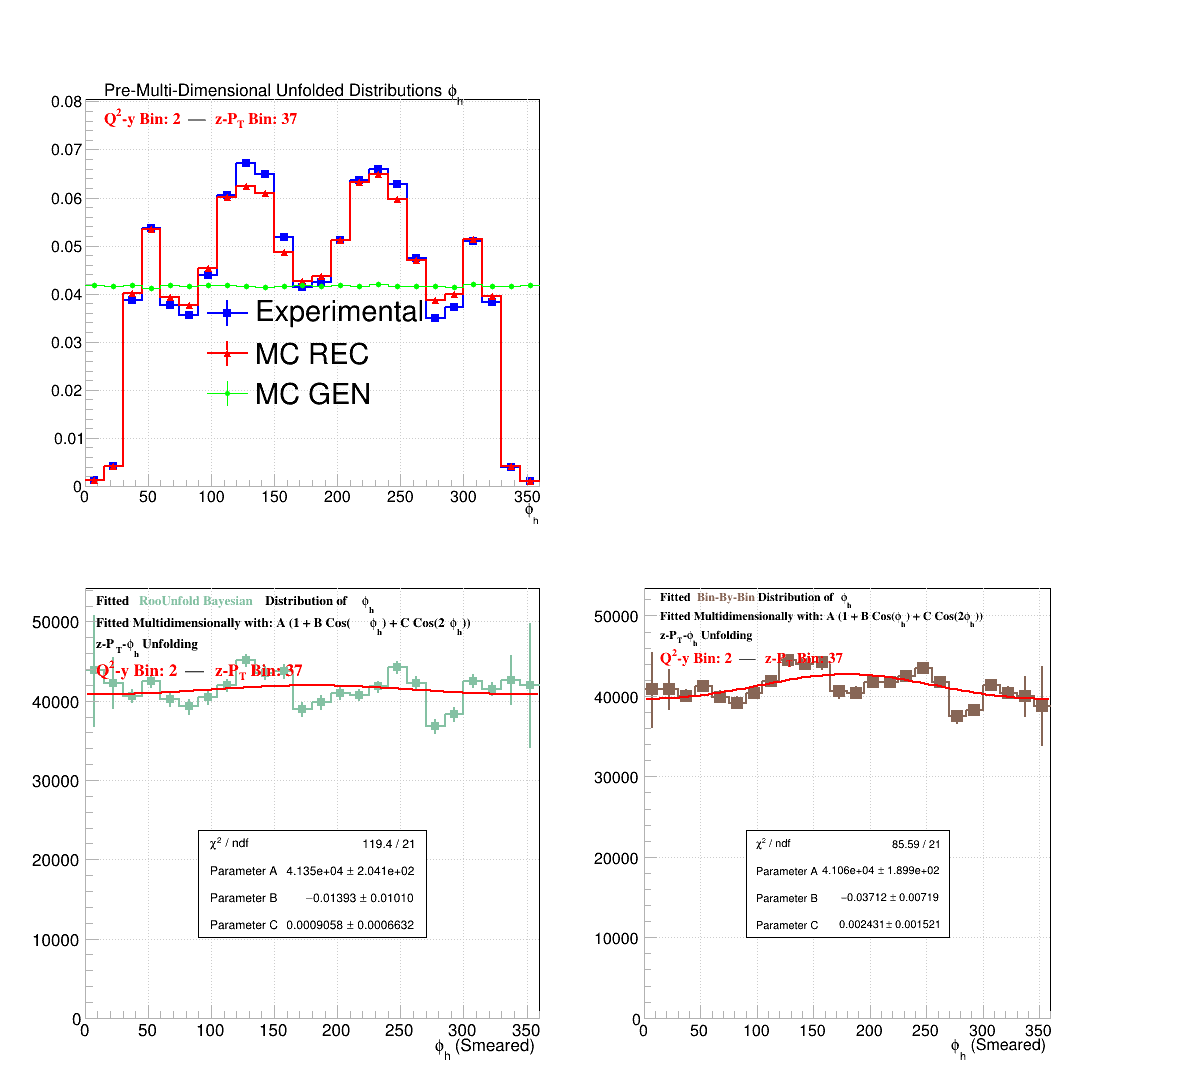 Pre-Multi-Dimensional Unfolded Distributions ϕh
Q2-y Bin: 2 — z-PT Bin: 37
0.08
0.07
0.06
0.05
0.04
0.03
0.02
0.01
0
Experimental
MC REC
MC GEN
0 50 100 150 200 250 300 350
ϕh
Fitted RooUnfold Bayesian Distribution of ϕh
Fitted Multidimensionally with: A (1 + B Cos( ϕh) + C Cos(2 ϕh))
z-PT-ϕh Unfolding
Q2-y Bin: 2 — z-PT Bin: 37
50000
40000
30000
20000
10000
0
χ2 / ndf 119.4 / 21
Parameter A 4.135e+04 ± 2.041e+02
Parameter B −0.01393 ± 0.01010
Parameter C 0.0009058 ± 0.0006632
0 50 100 150 200 250 300 350
ϕh (Smeared)
Fitted Bin-By-Bin Distribution of ϕh
Fitted Multidimensionally with: A (1 + B Cos(ϕh) + C Cos(2ϕh))
z-PT-ϕh Unfolding
Q2-y Bin: 2 — z-PT Bin: 37
50000
40000
30000
20000
10000
0
χ2 / ndf 85.59 / 21
Parameter A 4.106e+04 ± 1.899e+02
Parameter B −0.03712 ± 0.00719
Parameter C 0.002431± 0.001521
0 50 100 150 200 250 300 350
ϕh (Smeared)